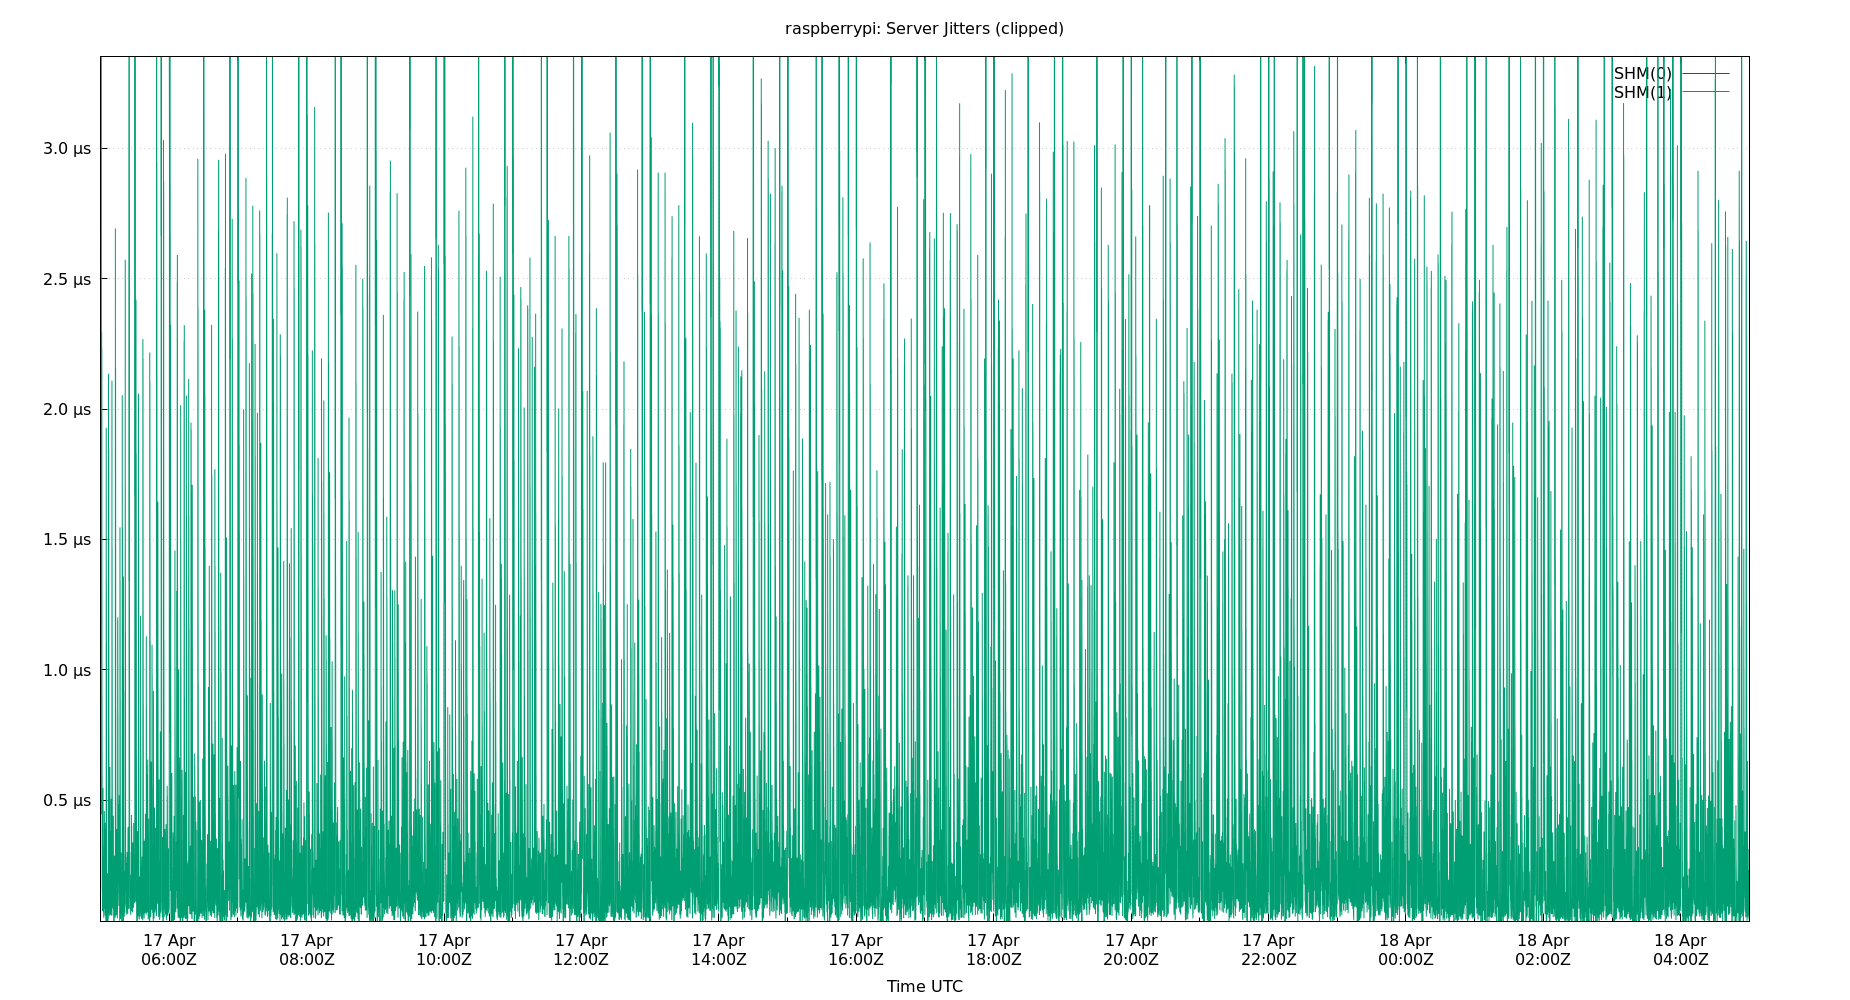 raspberrypi: Server Jitters (clipped)
SHM(0)
SHM(1)
3.0 µs
2.5 µs
2.0 µs
1.5 µs
1.0 µs
0.5 µs
17 Apr 17 Apr 17 Apr 17 Apr 17 Apr 17 Apr 17 Apr 17 Apr 17 Apr 18 Apr 18 Apr 18 Apr
06:00Z 08:00Z 10:00Z 12:00Z 14:00Z 16:00Z 18:00Z 20:00Z 22:00Z 00:00Z 02:00Z 04:00Z
Time UTC